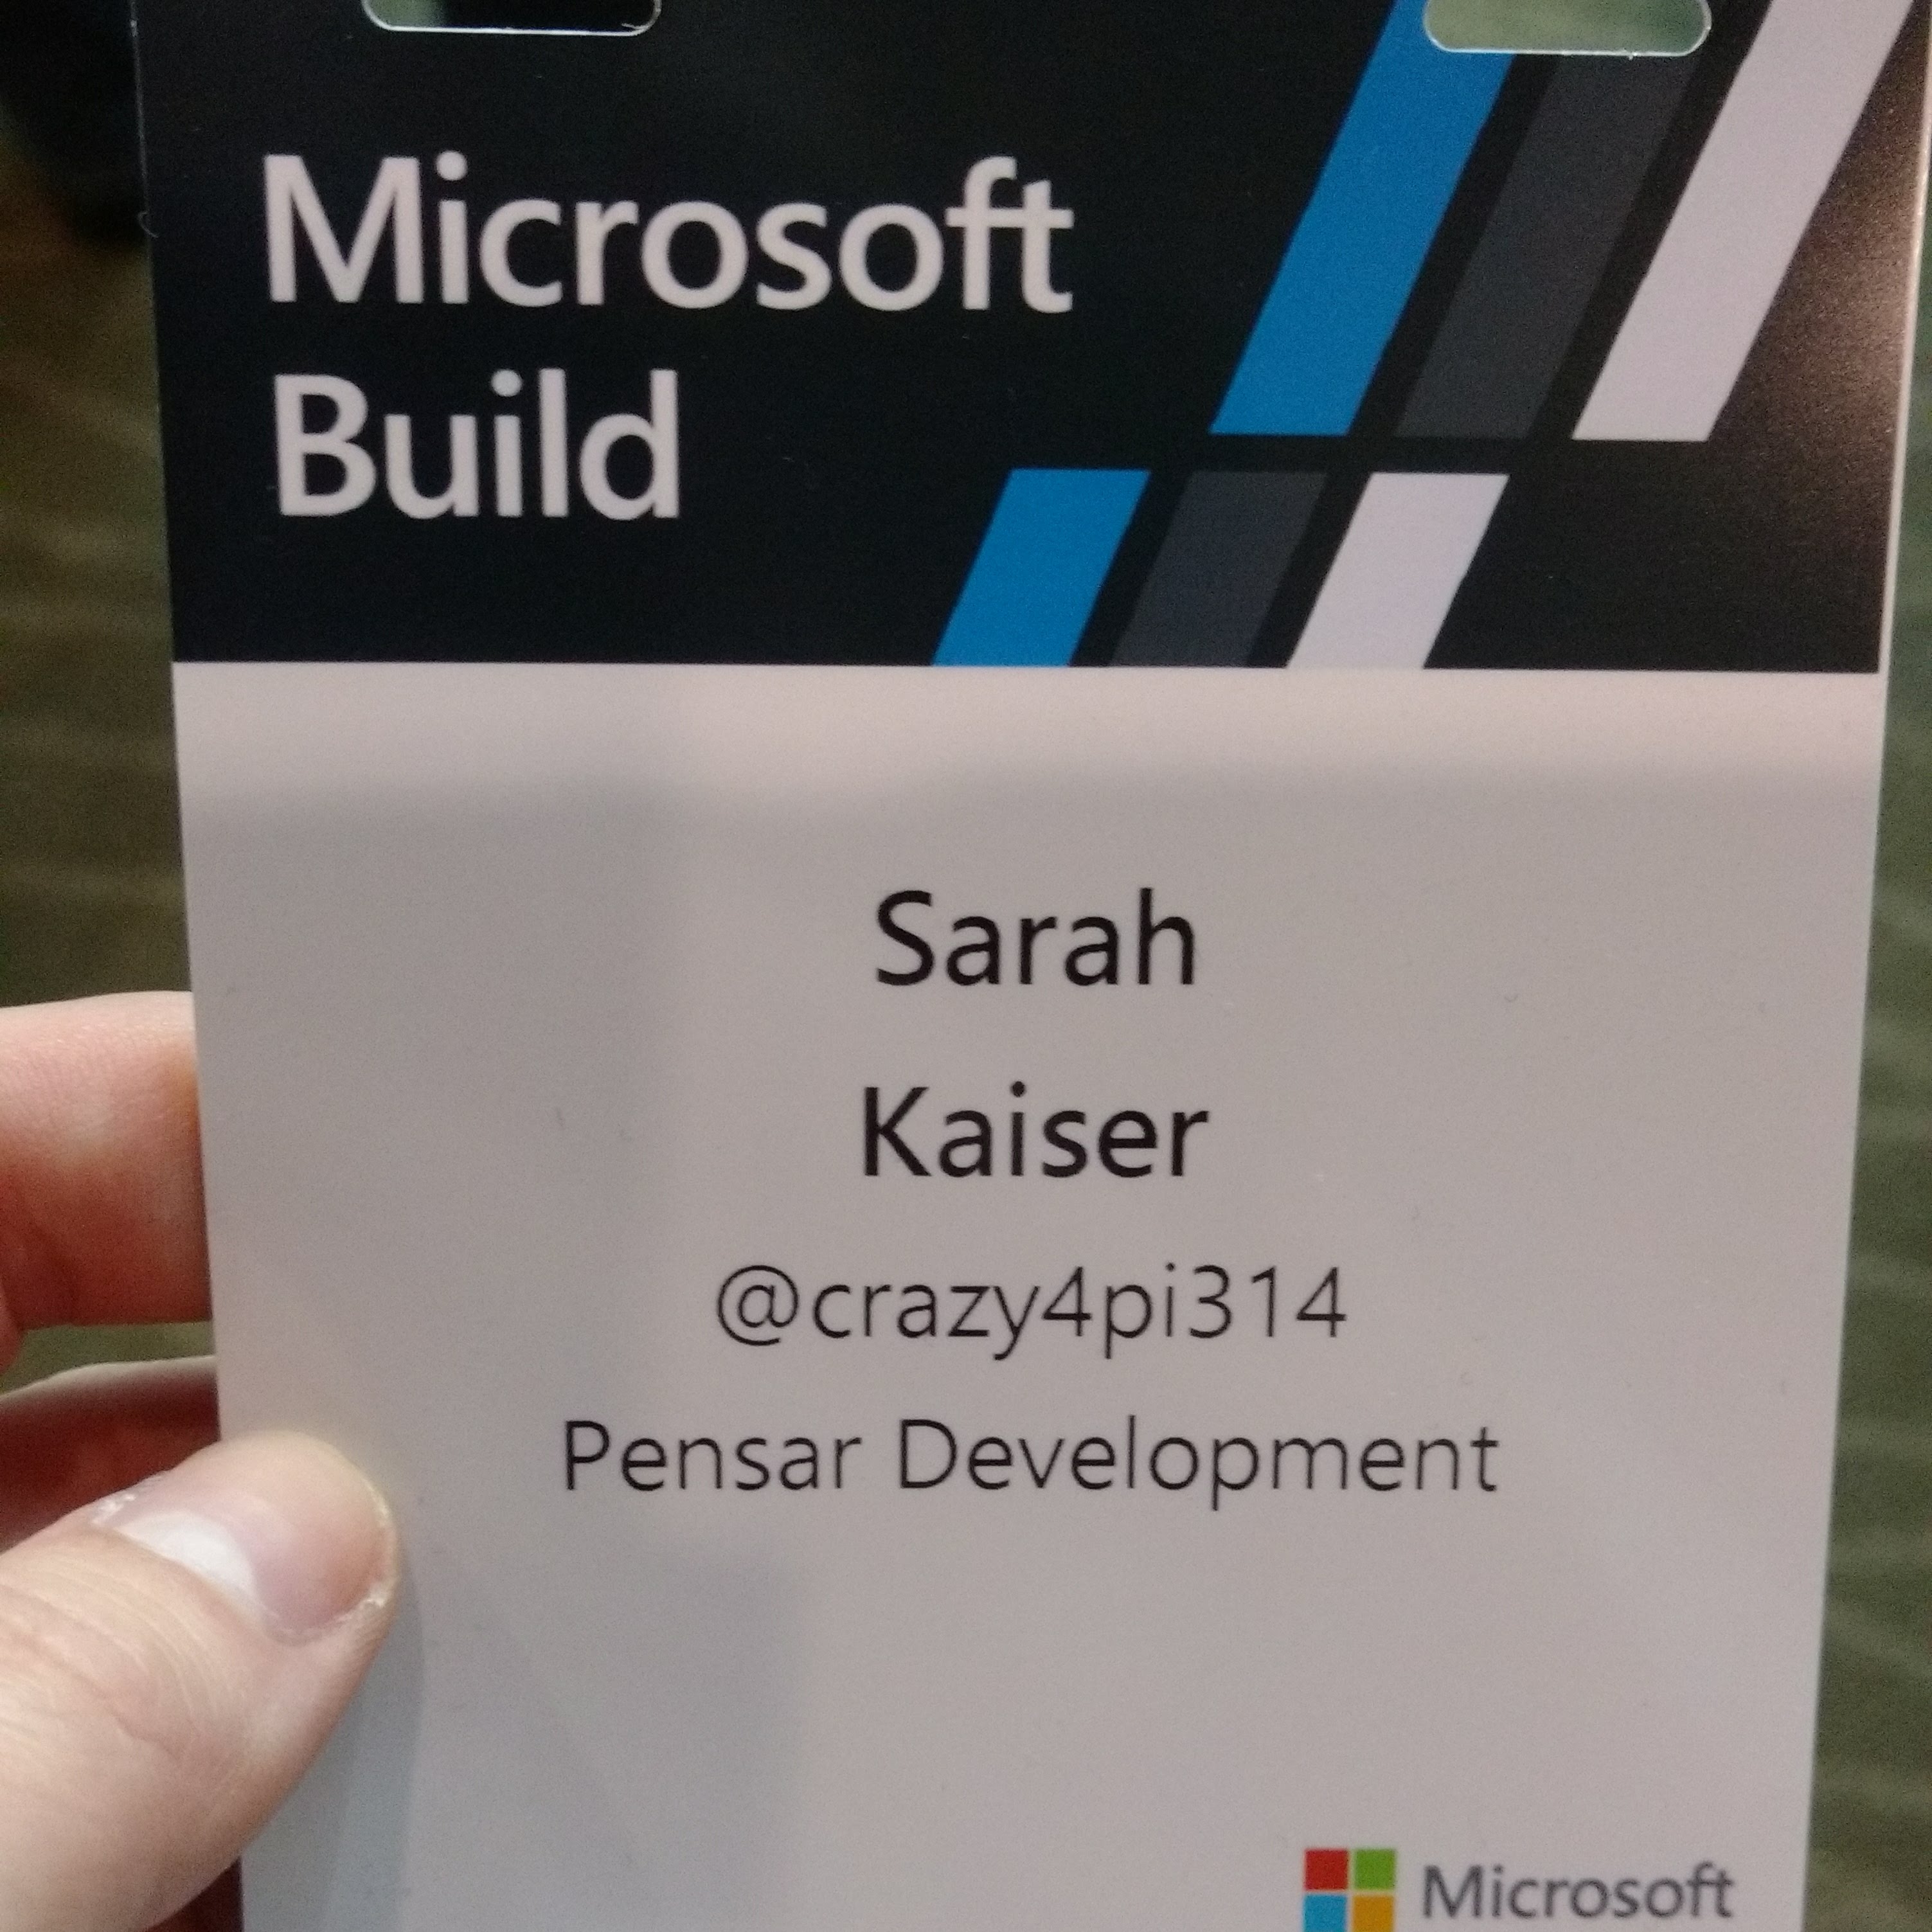 Microsoft
Build
Sarah
Kaiser
@crazy4pi314
Pensar Development
Microsoft